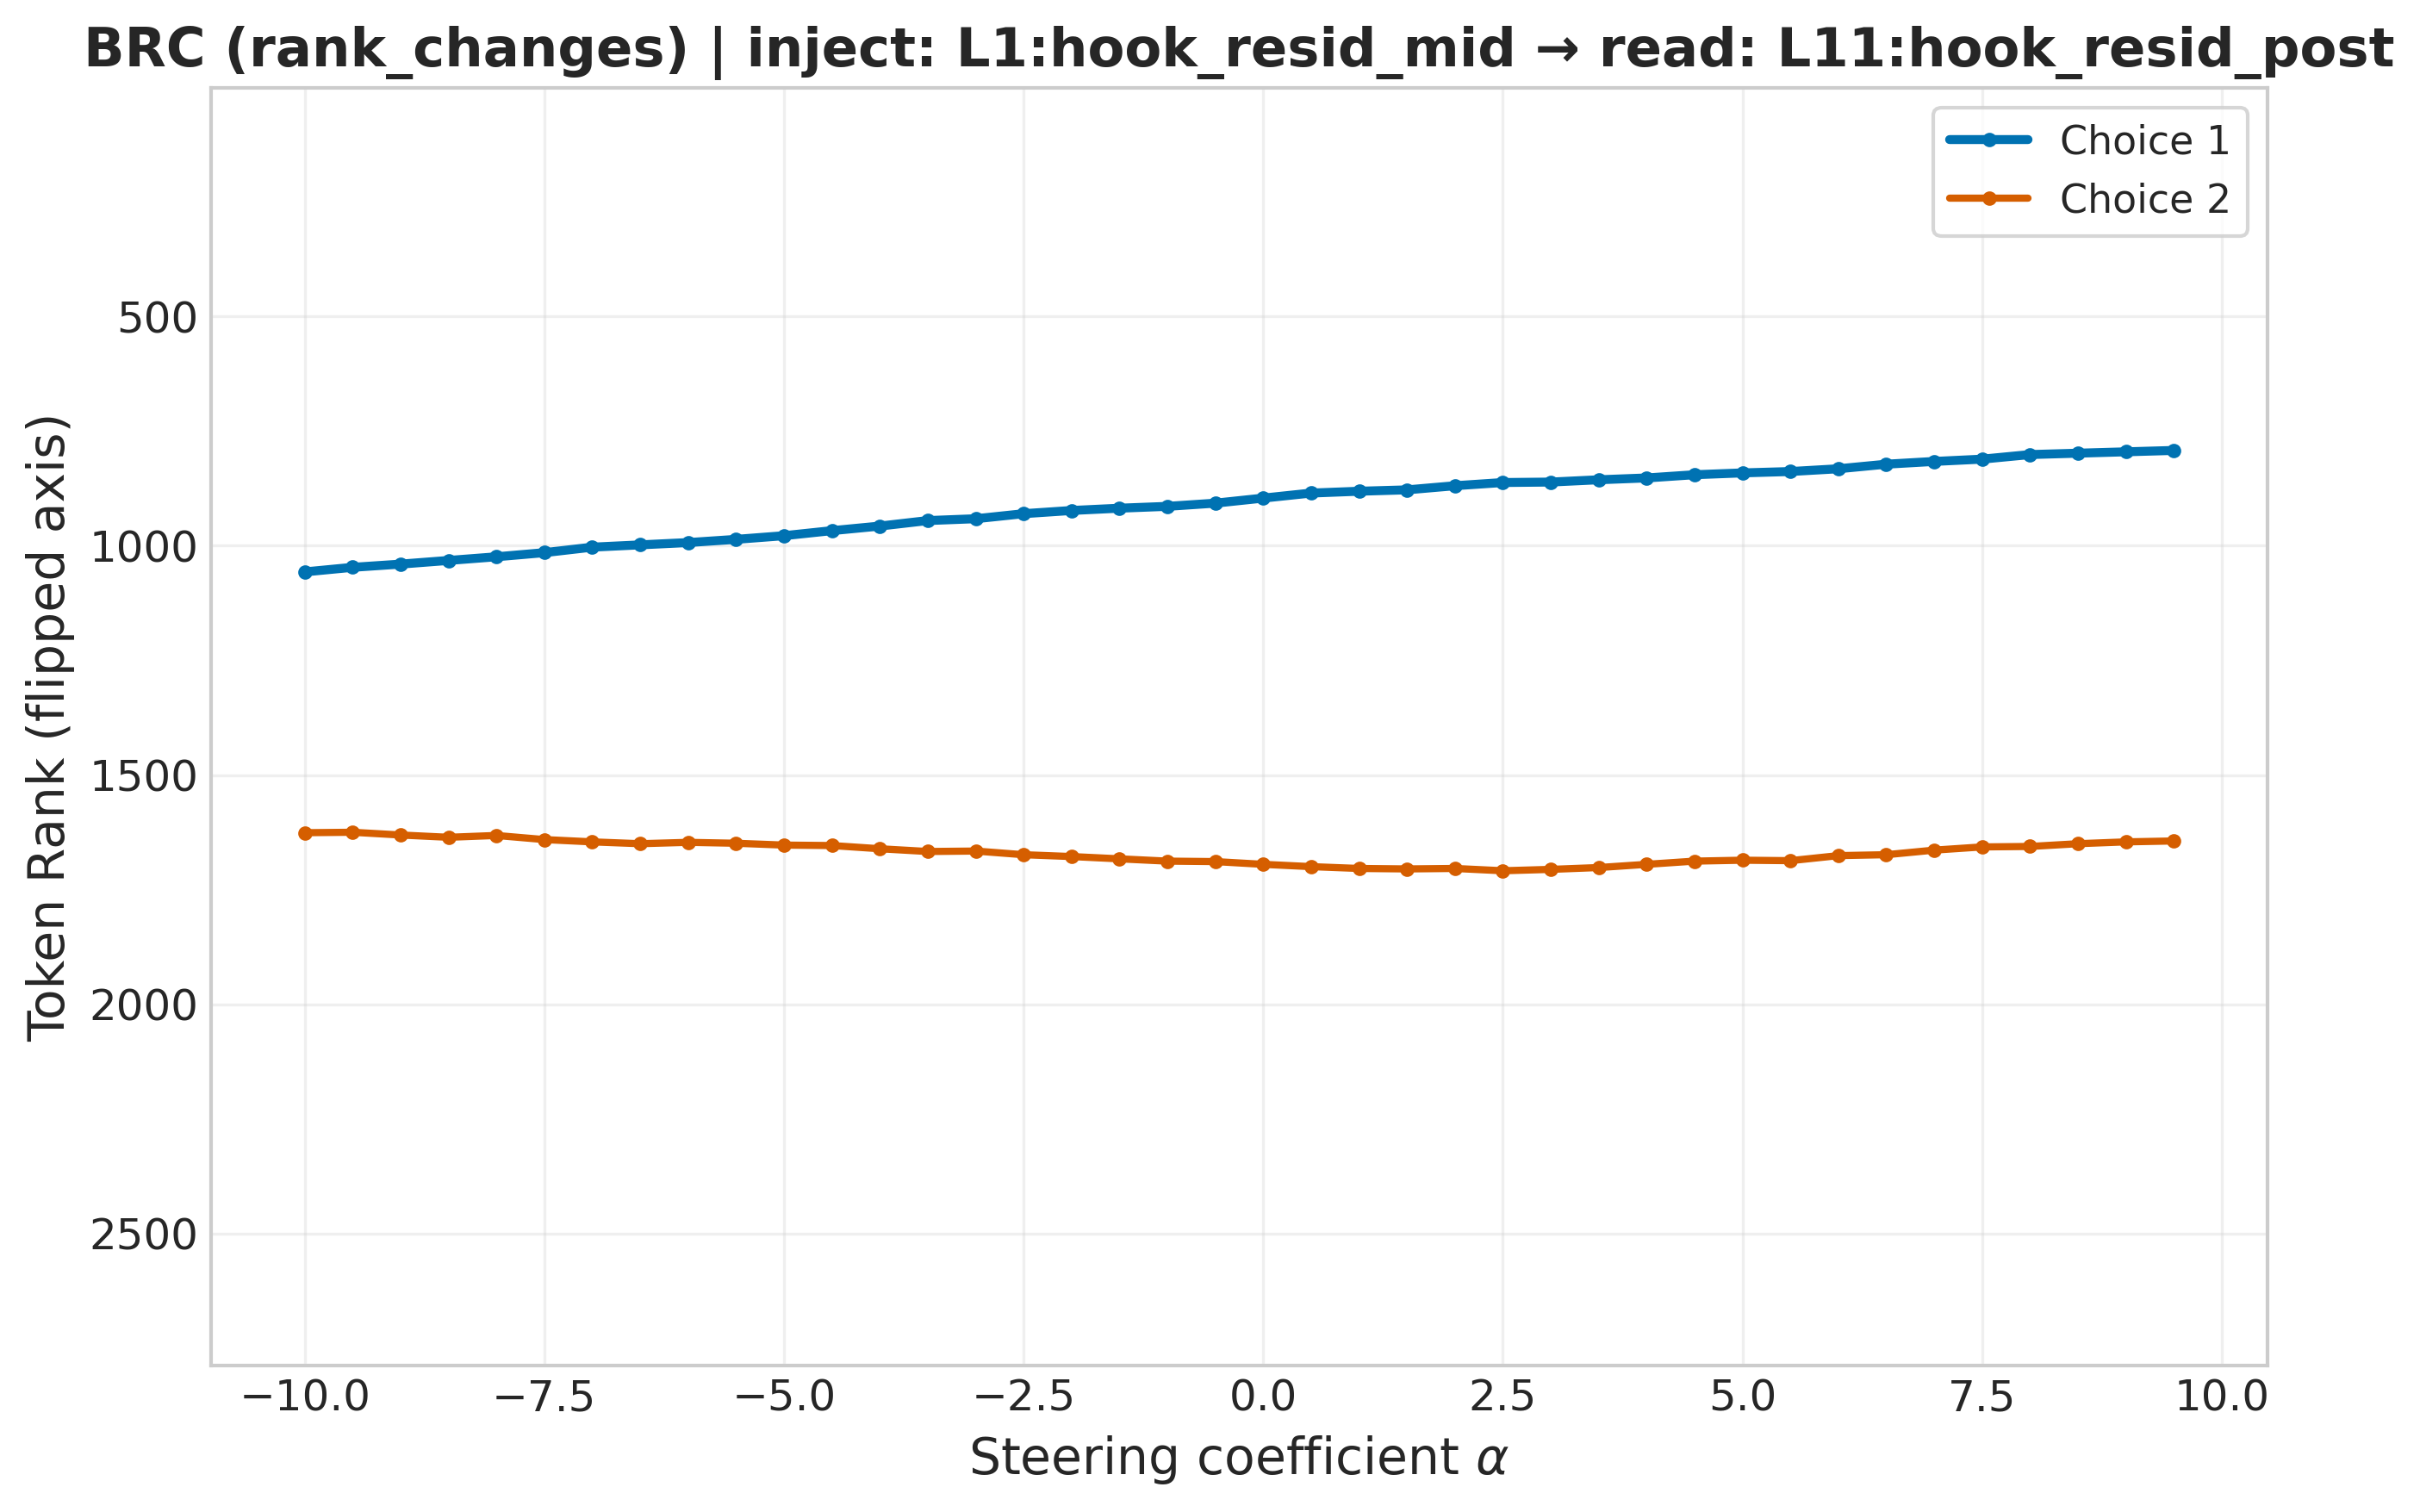 BRC (rank_changes) | inject: L1:hook_resid_mid → read: L11:hook_resid_post
Choice 1
Choice 2
Token Rank (flipped axis)
500
1000
1500
2000
2500
−10.0 −7.5 −5.0 −2.5 0.0 2.5 5.0 7.5 10.0
Steering coefficient α